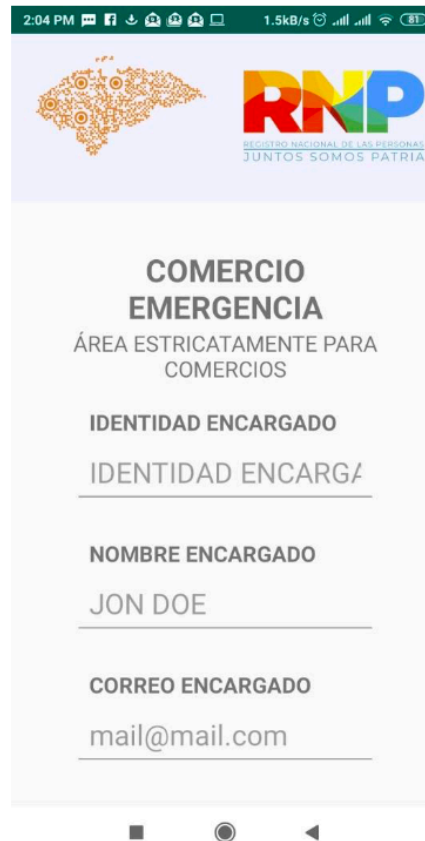 2:04 PM
1.5kB/s
81
RNP
REGISTRO NACIONAL DE LAS PERSONAS
JUNTOS SOMOS PATRIA
COMERCIO
EMERGENCIA
ÁREA ESTRICATAMENTE PARA
COMERCIOS
IDENTIDAD ENCARGADO
IDENTIDAD ENCARGA
NOMBRE ENCARGADO
JON DOE
CORREO ENCARGADO
mail@mail.com